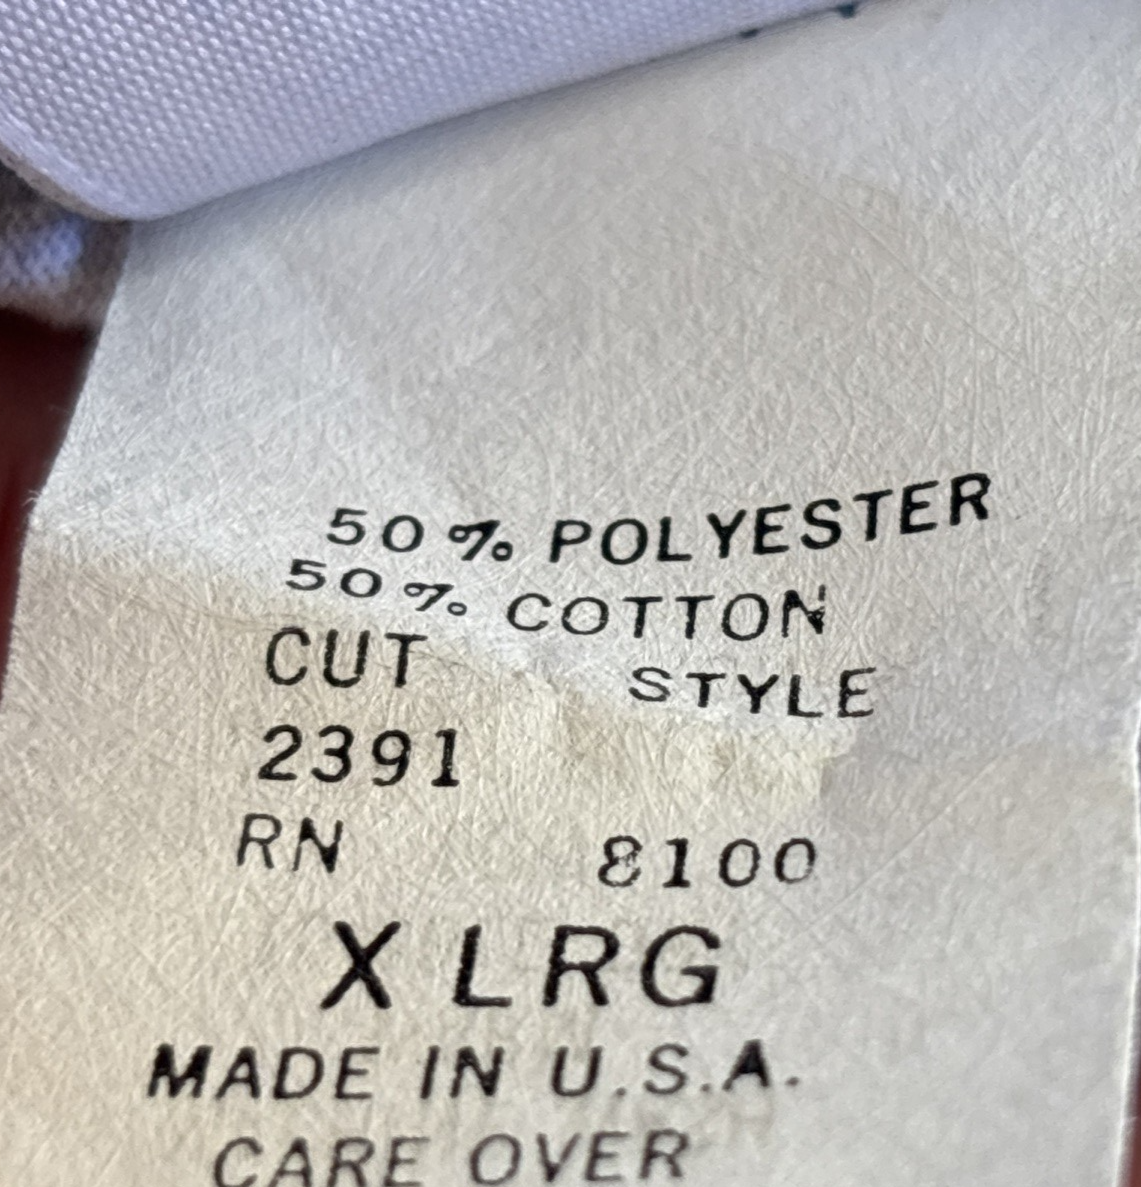 50% POLYESTER
50% COTTON
CUT STYLE
2391
RN 8100
X LRG
MADE IN U.S.A.
CARE OVER